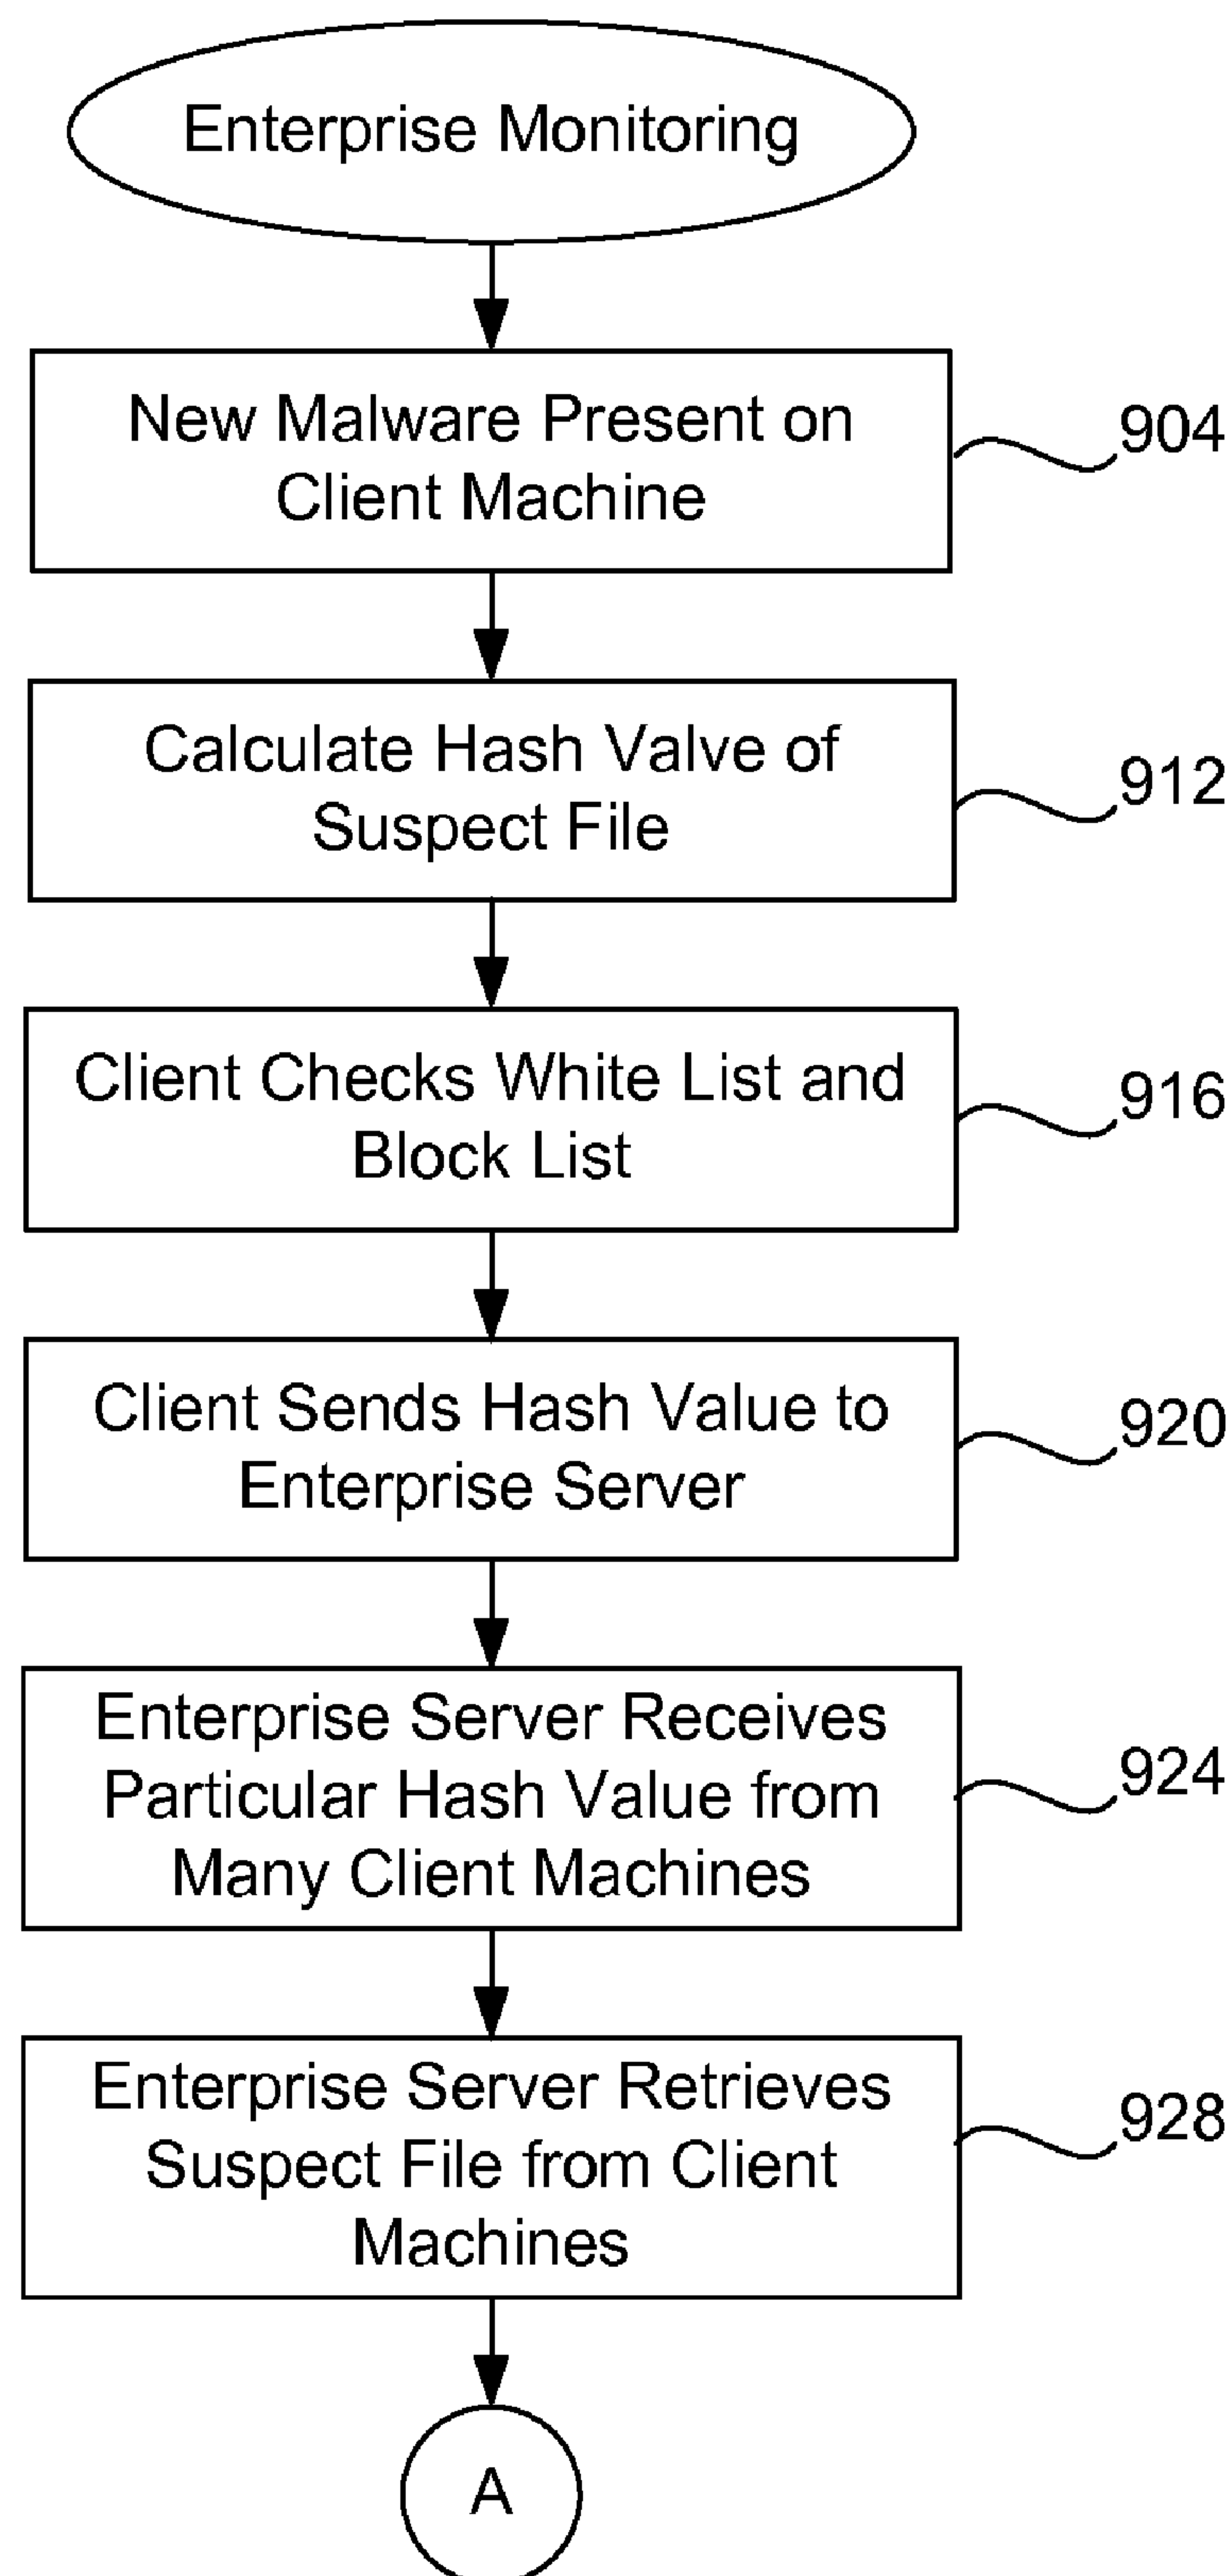 Enterprise Monitoring
New Malware Present on
Client Machine
904
Calculate Hash Valve of
Suspect File
912
Client Checks White List and
Block List
916
Client Sends Hash Value to
Enterprise Server
920
Enterprise Server Receives
Particular Hash Value from
Many Client Machines
924
Enterprise Server Retrieves
Suspect File from Client
Machines
928
A